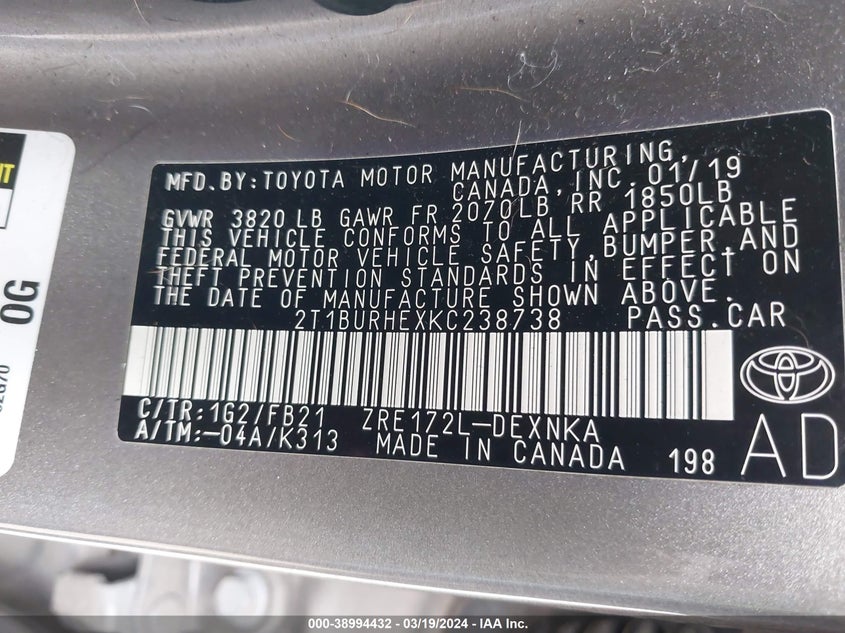 MFD. BY: TOYOTA MOTOR MANUFACTURING,
CANADA, INC. 01/19
GVWR 3820 LB GAWR FR 2070LB RR 1850LB
THIS VEHICLE CONFORMS TO ALL APPLICABLE
FEDERAL MOTOR VEHICLE SAFETY, BUMPER, AND
THEFT PREVENTION STANDARDS IN EFFECT ON
THE DATE OF MANUFACTURE SHOWN ABOVE.
2T1BURHEXKC238738 PASS. CAR
C/TR: 1G2/FB21 ZRE172L-DEXNKA
A/TM: -04A/K313 MADE IN CANADA 198
AD
0G
000-38994432 - 03/19/2024 - IAA Inc.